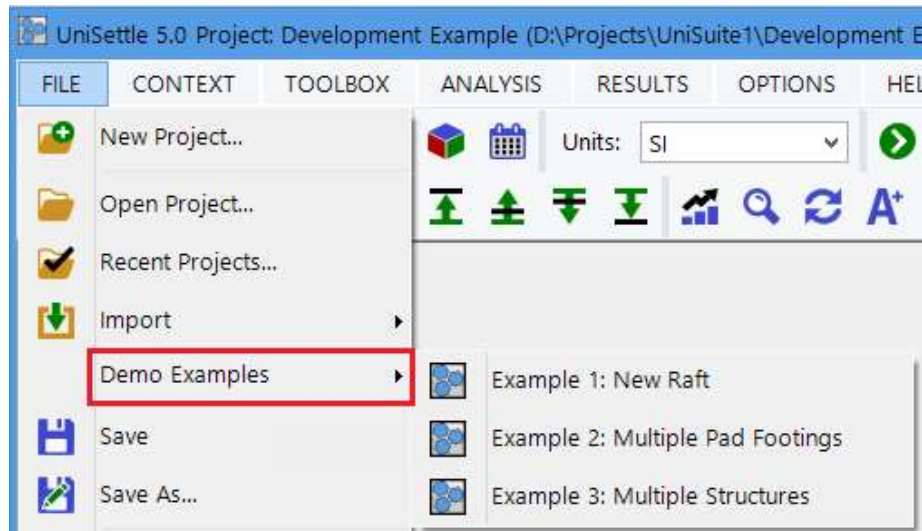 UniSettle 5.0 Project: Development Example (D:\Projects\UniSuite1\Development E
FILE CONTEXT TOOLBOX ANALYSIS RESULTS OPTIONS HEL
New Project... Units: SI
Open Project... A+
Recent Projects...
Import
Demo Examples Example 1: New Raft
Save Example 2: Multiple Pad Footings
Save As... Example 3: Multiple Structures